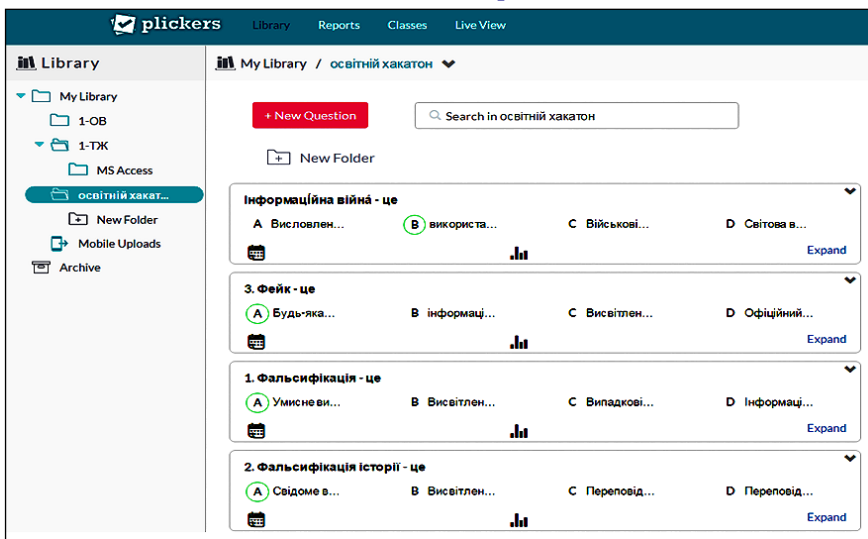 plickers Library Reports Classes Live View
Library
My Library / освітній хакатон
My Library
1-ОВ
1-ТЖ
MS Access
освітній хакат...
New Folder
Mobile Uploads
Archive
+ New Question
Search in освітній хакатон
New Folder
Інформаці́йна війна́ - це
A Висловлен... B використа... C Військові... D Світова в...
Expand
3. Фейк - це
A Будь-яка... B інформаці... C Висвітлен... D Офіційний...
Expand
1. Фальсифікація - це
A Умисне ви... B Висвітлен... C Випадкові... D Інформаці...
Expand
2. Фальсифікація історії - це
A Свідоме в... B Висвітлен... C Переповід... D Переповід...
Expand